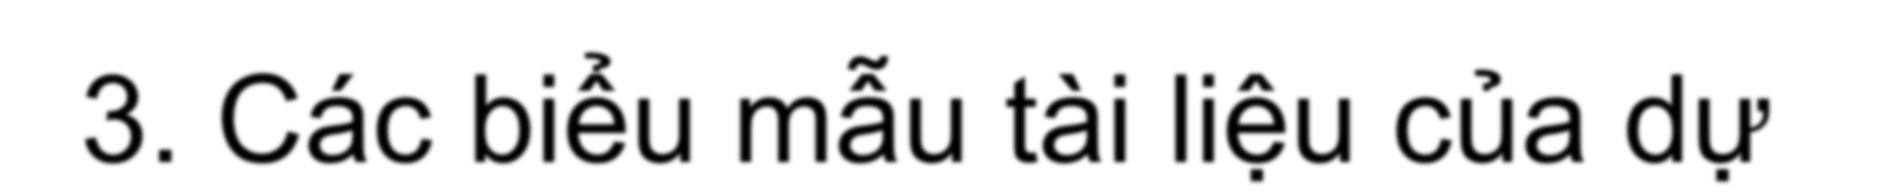 3. Các biểu mẫu tài liệu của dự